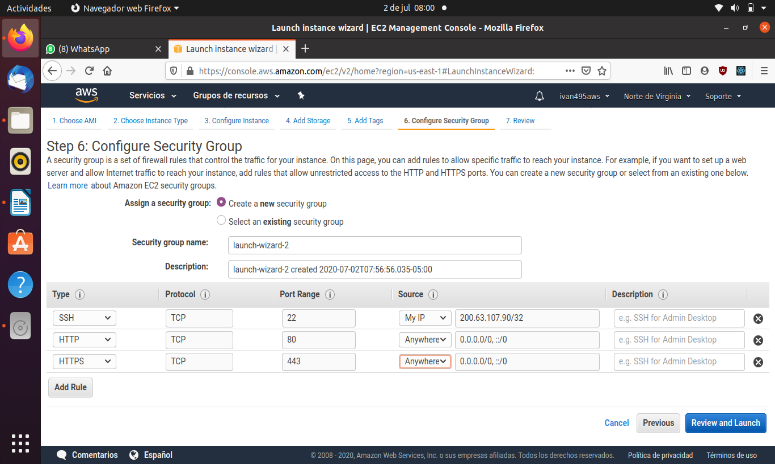 Actividades Navegador web Firefox 2 de jul 08:00
Launch instance wizard | EC2 Management Console - Mozilla Firefox
(8) WhatsApp Launch instance wizard |
https://console.aws.amazon.com/ec2/v2/home?region=us-east-1#LaunchInstanceWizard:
aws Servicios Grupos de recursos ivan495aws Norte de Virginia Soporte
1. Choose AMI 2. Choose Instance Type 3. Configure Instance 4. Add Storage 5. Add Tags 6. Configure Security Group 7. Review
Step 6: Configure Security Group
A security group is a set of firewall rules that control the traffic for your instance. On this page, you can add rules to allow specific traffic to reach your instance. For example, if you want to set up a web
server and allow Internet traffic to reach your instance, add rules that allow unrestricted access to the HTTP and HTTPS ports. You can create a new security group or select from an existing one below.
Learn more about Amazon EC2 security groups.
Assign a security group: Create a new security group
Select an existing security group
Security group name: launch-wizard-2
Description: launch-wizard-2 created 2020-07-02T07:56:56.035-05:00
Type Protocol Port Range Source Description
SSH TCP 22 My IP 200.63.107.90/32 e.g. SSH for Admin Desktop
HTTP TCP 80 Anywhere 0.0.0.0/0, ::/0 e.g. SSH for Admin Desktop
HTTPS TCP 443 Anywhere 0.0.0.0/0, ::/0 e.g. SSH for Admin Desktop
Add Rule
Cancel Previous Review and Launch
Comentarios Español © 2008 - 2020, Amazon Web Services, Inc. o sus empresas afiliadas. Todos los derechos reservados. Política de privacidad Términos de uso